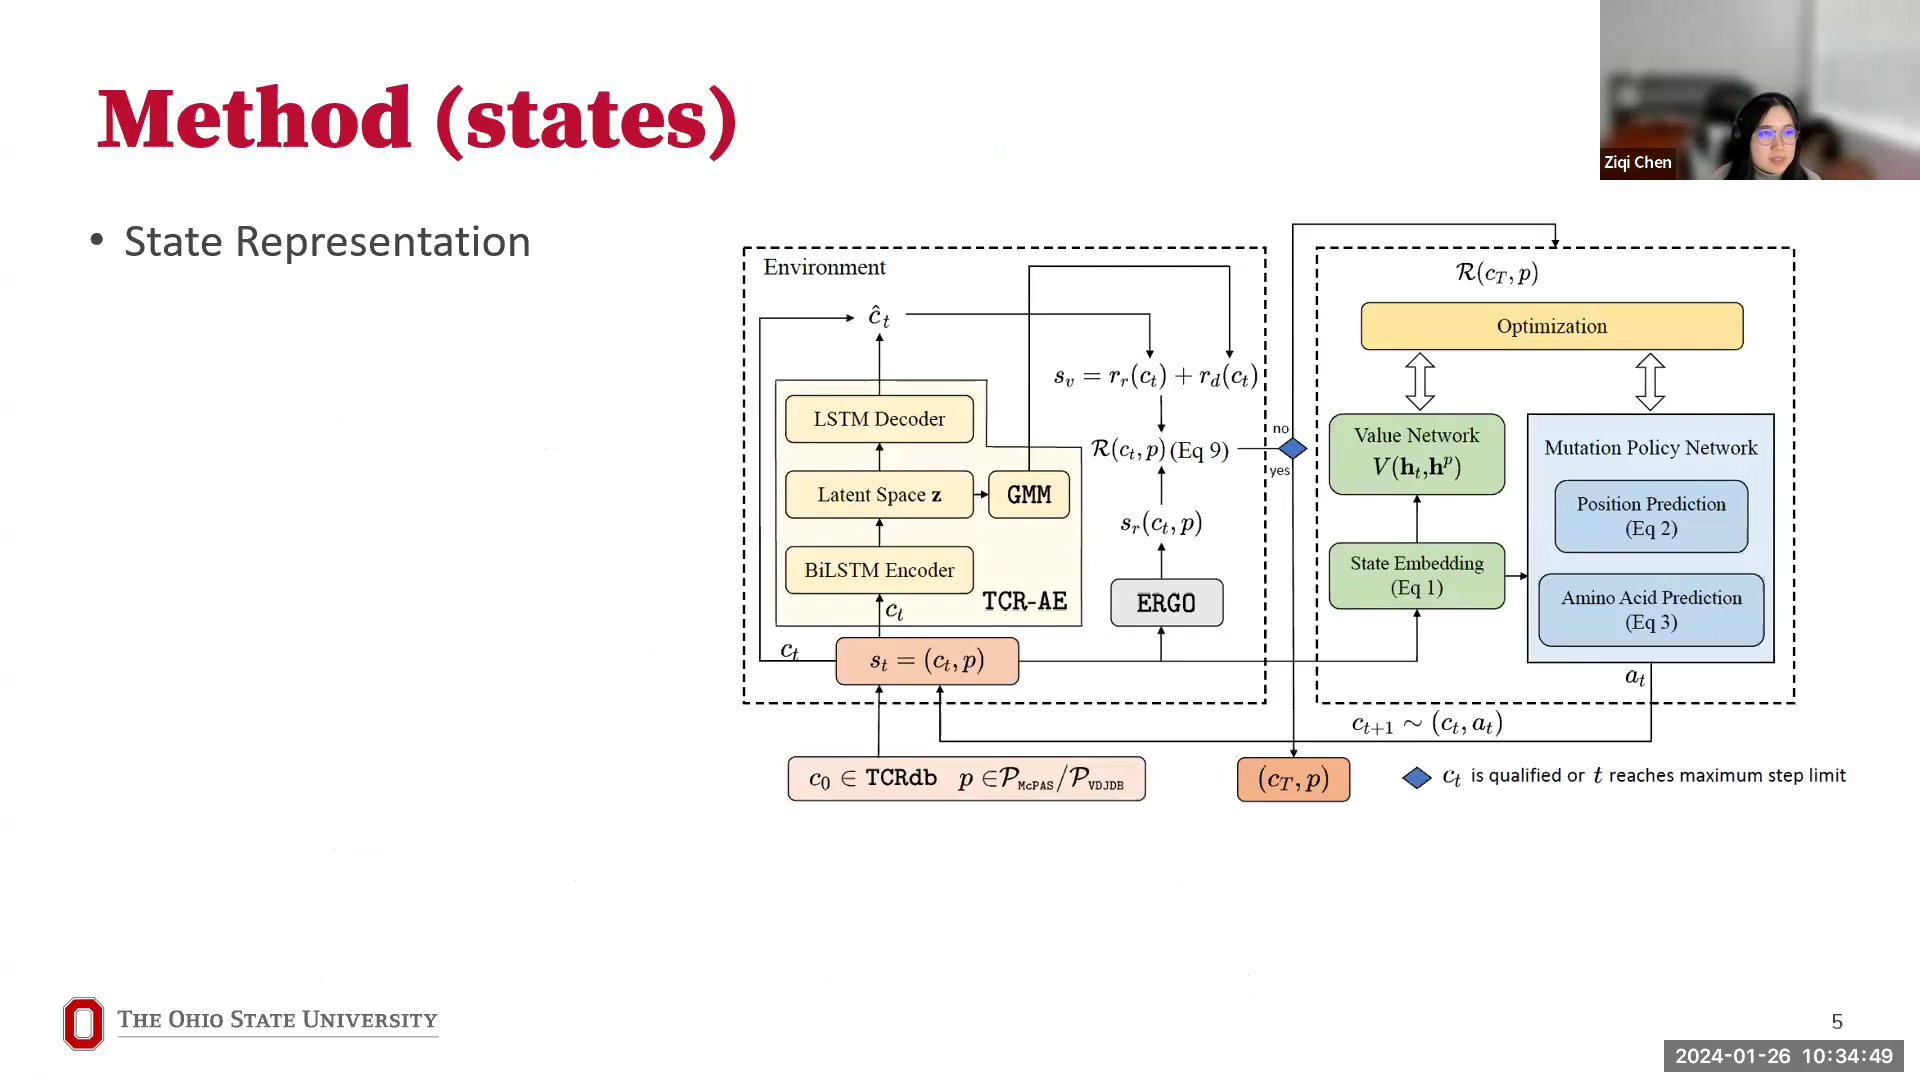 Method (states)
Ziqi Chen
• State Representation
Environment
ĉ_t
s_v = r_r(c_t) + r_d(c_t)
LSTM Decoder
R(c_t, p) (Eq 9)
Latent Space z
GMM
s_r(c_t, p)
BiLSTM Encoder
TCR-AE
ERGO
c_t
c_t
s_t = (c_t, p)
c_0 ∈ TCRdb p ∈ P_McPAS / P_VDJDB
no
yes
R(c_T, p)
Optimization
Value Network
V(h_t, h^p)
Mutation Policy Network
Position Prediction
(Eq 2)
State Embedding
(Eq 1)
Amino Acid Prediction
(Eq 3)
a_t
c_{t+1} ~ (c_t, a_t)
(c_T, p)
c_t is qualified or t reaches maximum step limit
THE OHIO STATE UNIVERSITY
5
2024-01-26 10:34:49